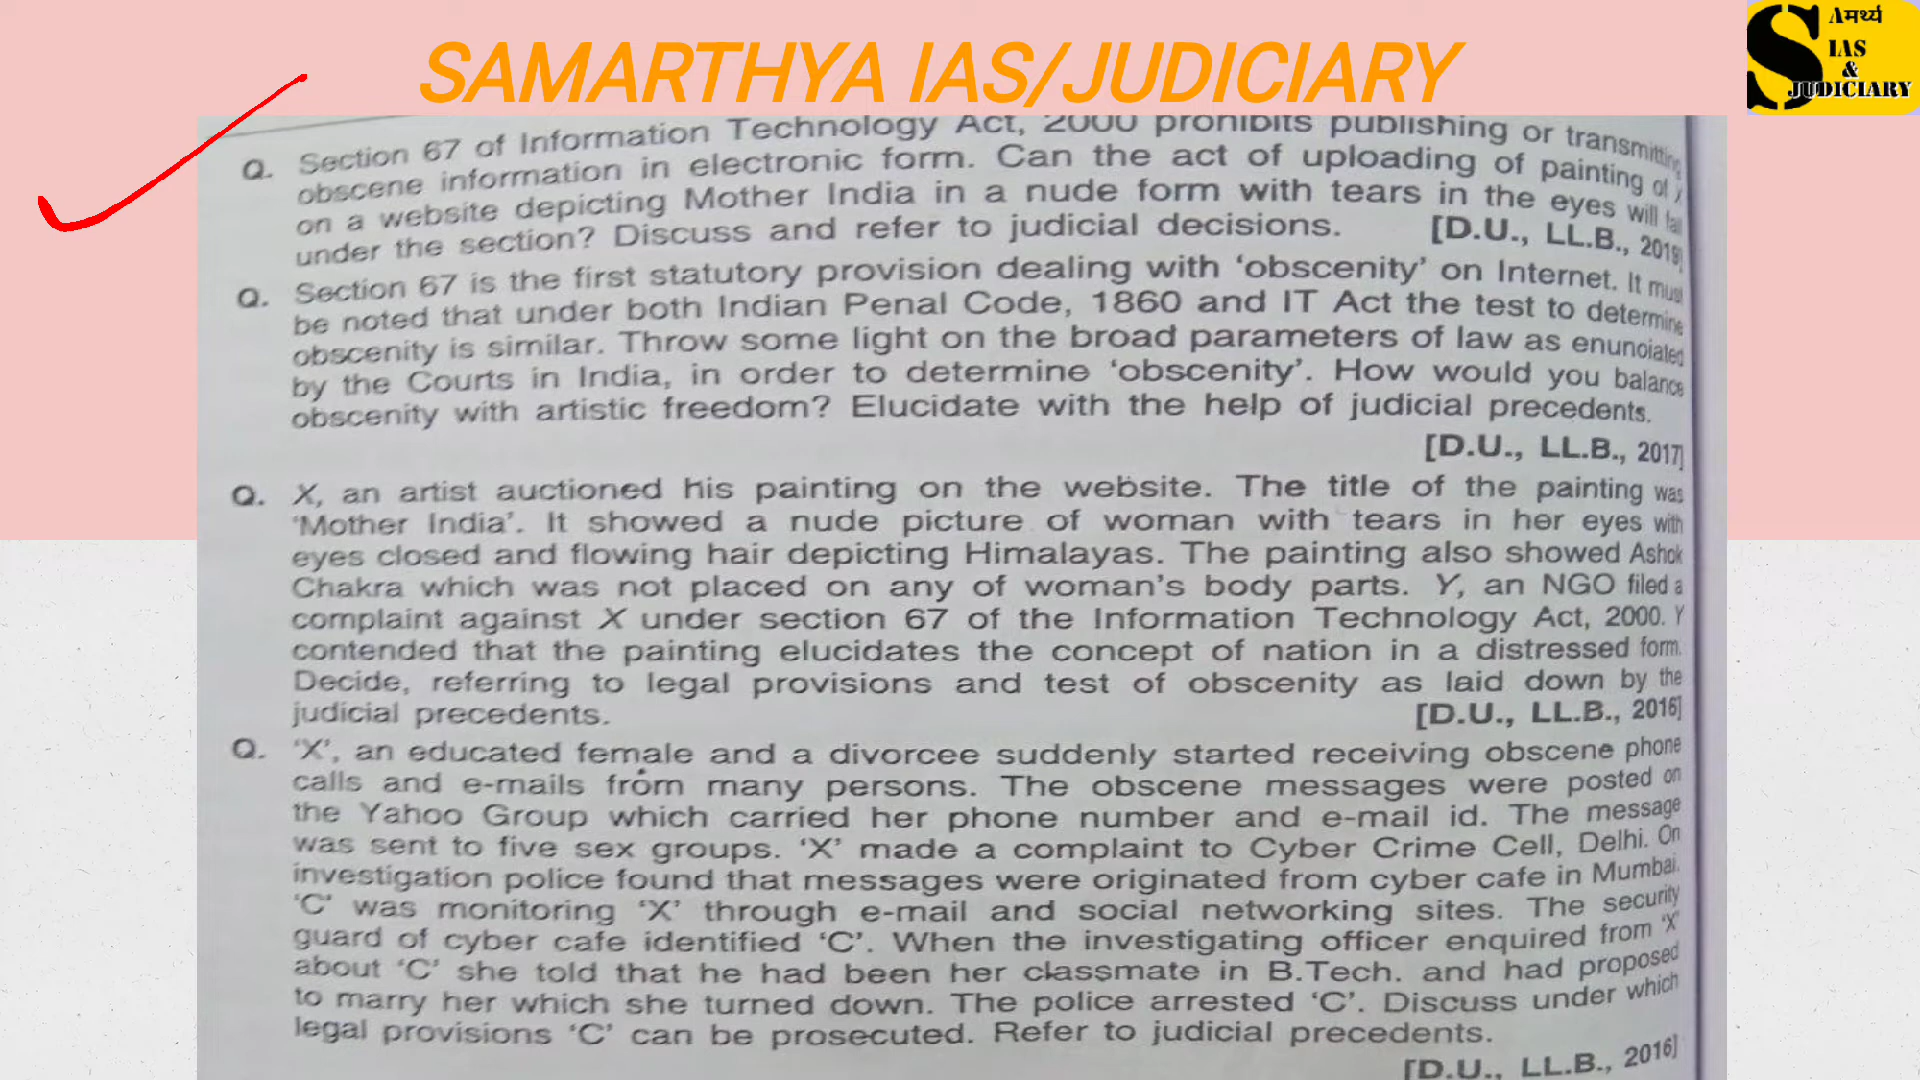 SAMARTHYA IAS/JUDICIARY
Aमर्थ्य
IAS
&
JUDICIARY
Q. Section 67 of Information Technology Act, 2000 prohibits publishing or transmitting
obscene information in electronic form. Can the act of uploading of painting of
on a website depicting Mother India in a nude form with tears in the eyes will fall
under the section? Discuss and refer to judicial decisions. [D.U., LL.B., 2019]
Q. Section 67 is the first statutory provision dealing with ‘obscenity’ on Internet. It must
be noted that under both Indian Penal Code, 1860 and IT Act the test to determine
obscenity is similar. Throw some light on the broad parameters of law as enunciated
by the Courts in India, in order to determine ‘obscenity’. How would you balance
obscenity with artistic freedom? Elucidate with the help of judicial precedents.
[D.U., LL.B., 2017]
Q. X, an artist auctioned his painting on the website. The title of the painting was
‘Mother India’. It showed a nude picture of woman with tears in her eyes with
eyes closed and flowing hair depicting Himalayas. The painting also showed Ashok
Chakra which was not placed on any of woman’s body parts. Y, an NGO filed a
complaint against X under section 67 of the Information Technology Act, 2000. Y
contended that the painting elucidates the concept of nation in a distressed form.
Decide, referring to legal provisions and test of obscenity as laid down by the
judicial precedents. [D.U., LL.B., 2016]
Q. ‘X’, an educated female and a divorcee suddenly started receiving obscene phone
calls and e-mails from many persons. The obscene messages were posted on
the Yahoo Group which carried her phone number and e-mail id. The message
was sent to five sex groups. ‘X’ made a complaint to Cyber Crime Cell, Delhi. On
investigation police found that messages were originated from cyber cafe in Mumbai.
‘C’ was monitoring ‘X’ through e-mail and social networking sites. The security
guard of cyber cafe identified ‘C’. When the investigating officer enquired from ‘X’
about ‘C’ she told that he had been her classmate in B.Tech. and had proposed
to marry her which she turned down. The police arrested ‘C’. Discuss under which
legal provisions ‘C’ can be prosecuted. Refer to judicial precedents.
[D.U., LL.B., 2016]